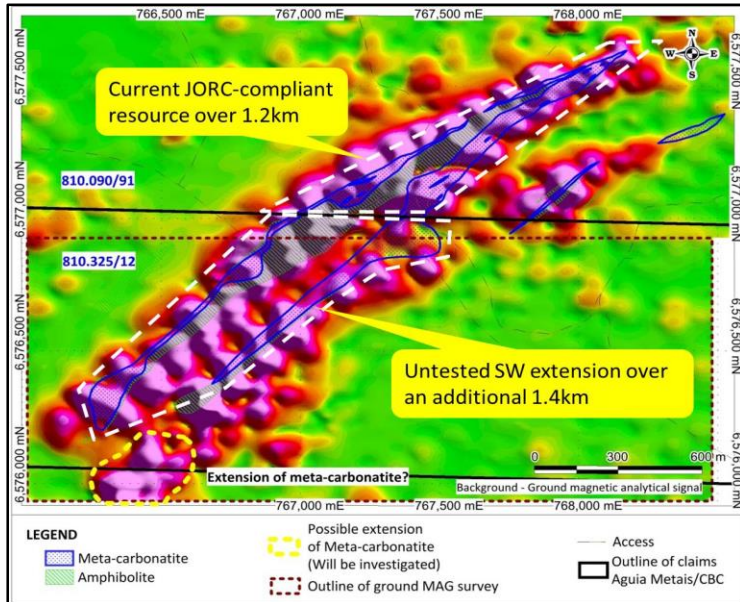 766,500 mE 767,000 mE 767,500 mE 768,000 mE
N
W E
S
6,577,500 mN
6,577,500 mN
Current JORC-compliant
resource over 1.2km
810.090/91
6,577,000 mN
6,577,000 mN
810.325/12
6,576,500 mN
6,576,500 mN
Untested SW extension over
an additional 1.4km
0 300 600 m
6,576,000 mN
6,576,000 mN
Extension of meta-carbonatite?
Background - Ground magnetic analytical signal
767,000 mE 767,500 mE 768,000 mE
LEGEND
Meta-carbonatite
Amphibolite
Possible extension
of Meta-carbonatite
(Will be investigated)
Outline of ground MAG survey
Access
Outline of claims
Aguia Metais/CBC